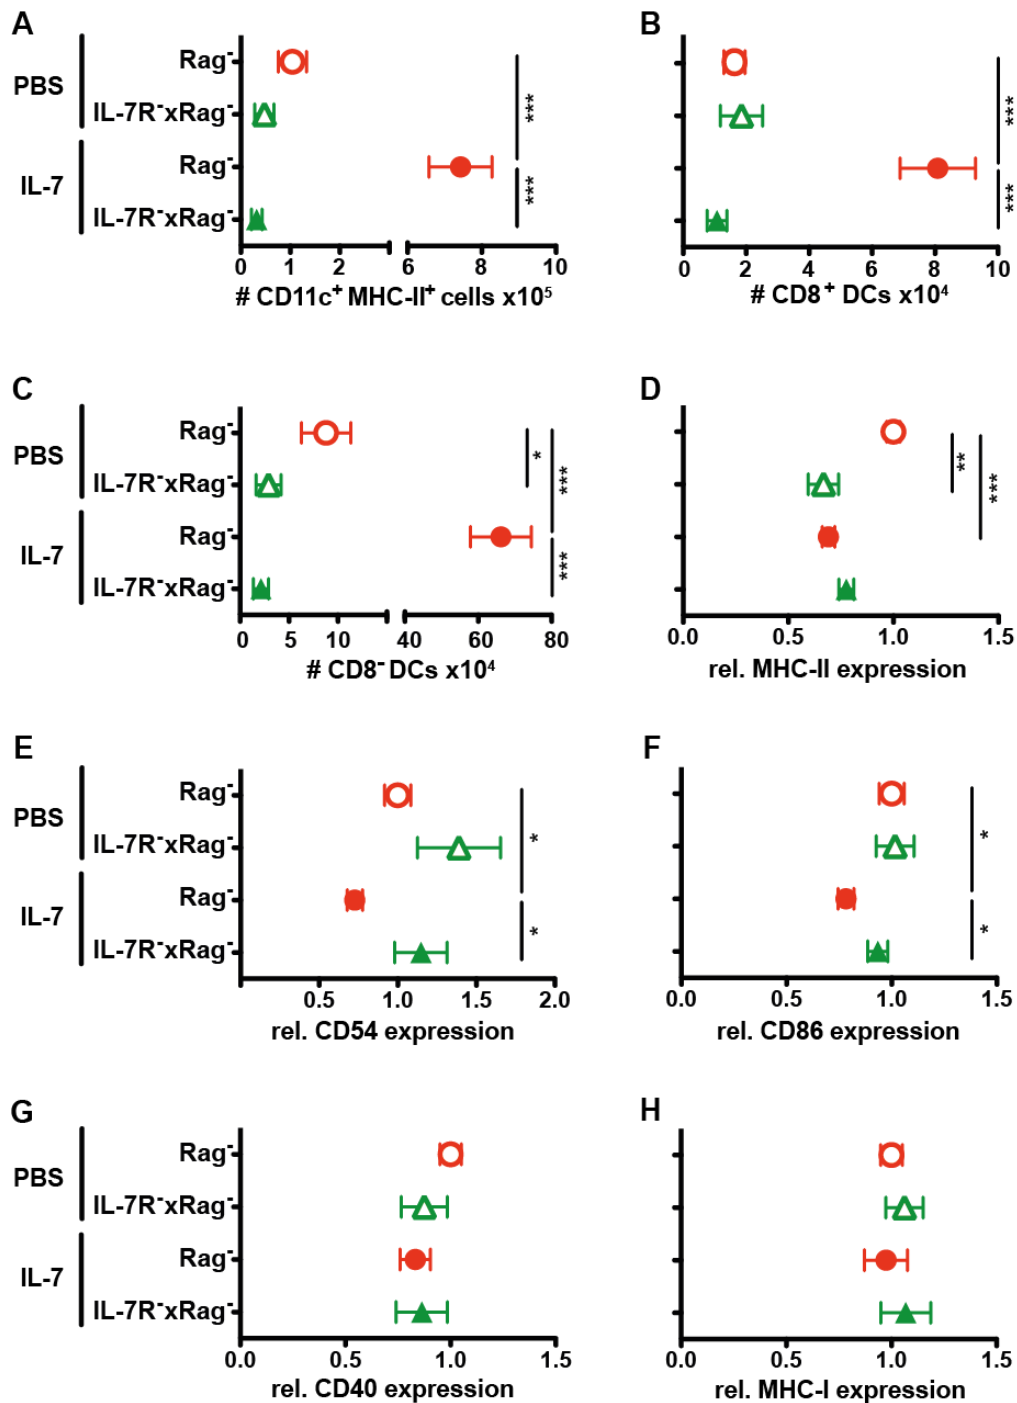 A
PBS
IL-7
Rag⁻
IL-7R⁻xRag⁻
Rag⁻
IL-7R⁻xRag⁻
***
***
0 1 2 6 8 10
# CD11c⁺ MHC-II⁺ cells x10⁵
B
***
***
0 2 4 6 8 10
# CD8⁺ DCs x10⁴
C
PBS
IL-7
Rag⁻
IL-7R⁻xRag⁻
Rag⁻
IL-7R⁻xRag⁻
*
***
***
0 5 10 40 60 80
# CD8⁻ DCs x10⁴
D
**
***
0.0 0.5 1.0 1.5
rel. MHC-II expression
E
PBS
IL-7
Rag⁻
IL-7R⁻xRag⁻
Rag⁻
IL-7R⁻xRag⁻
*
*
0.5 1.0 1.5 2.0
rel. CD54 expression
F
*
*
0.0 0.5 1.0 1.5
rel. CD86 expression
G
PBS
IL-7
Rag⁻
IL-7R⁻xRag⁻
Rag⁻
IL-7R⁻xRag⁻
0.0 0.5 1.0 1.5
rel. CD40 expression
H
0.0 0.5 1.0 1.5
rel. MHC-I expression